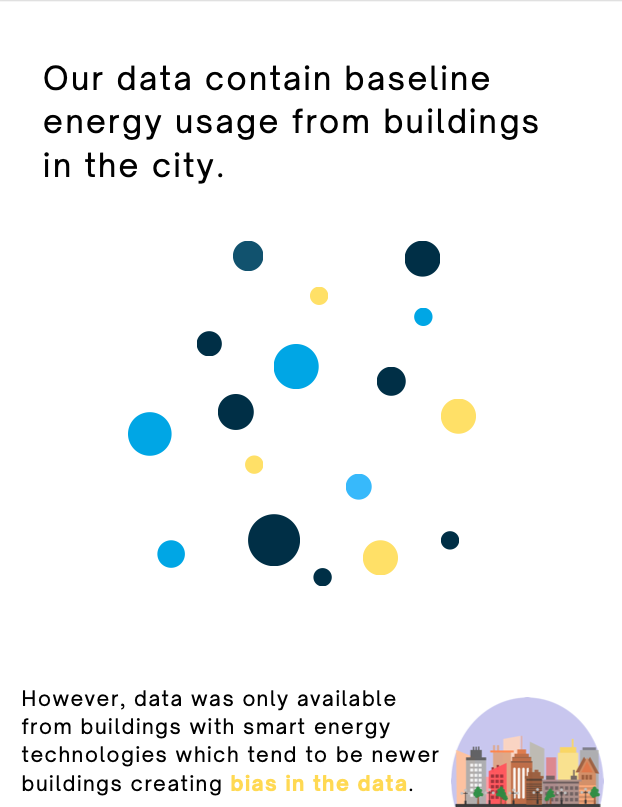 Our data contain baseline
energy usage from buildings
in the city.
However, data was only available
from buildings with smart energy
technologies which tend to be newer
buildings creating bias in the data.